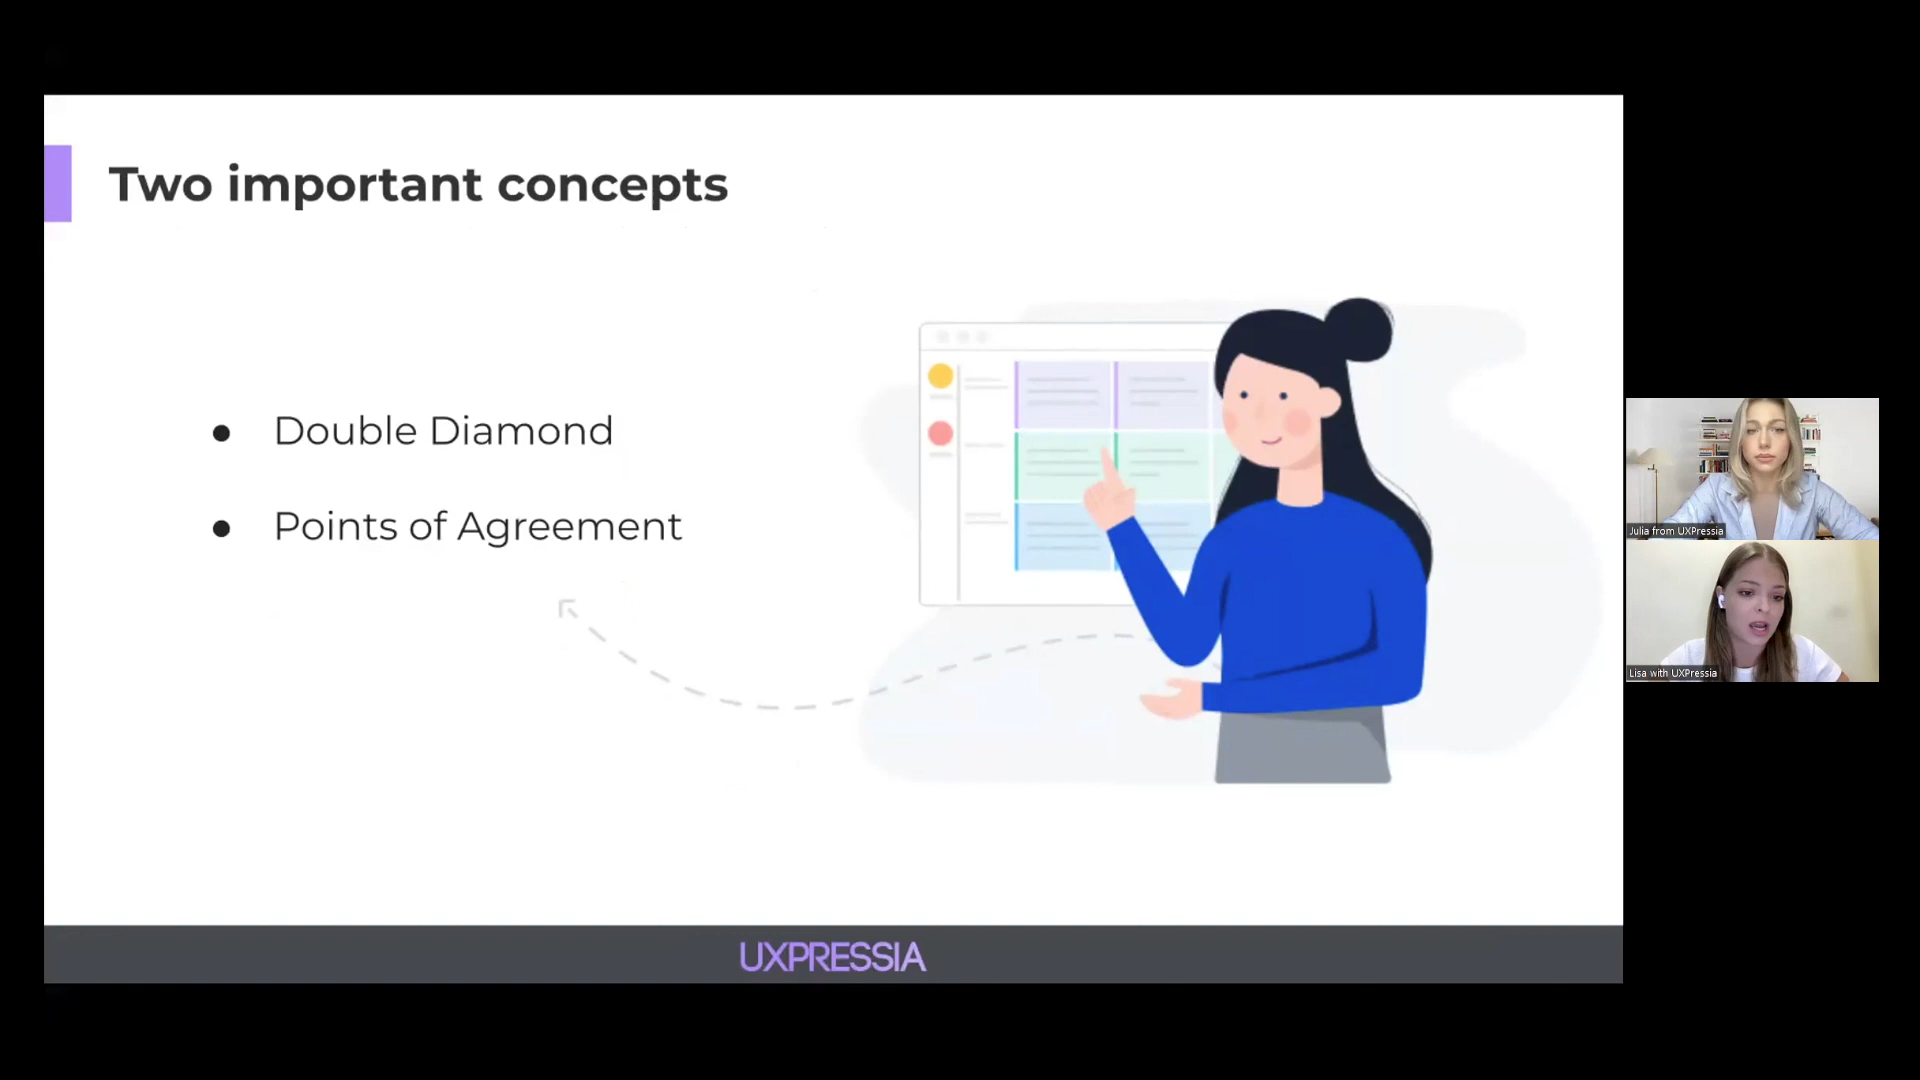 Two important concepts
● Double Diamond
● Points of Agreement
UXPRESSIA
Julia from UXPressia
Lisa with UXPressia